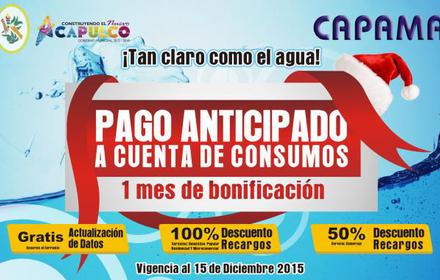 CONSTRUYENDO EL Nuevo
ACAPULCO
CAPAMA
¡Tan claro como el agua!
PAGO ANTICIPADO
A CUENTA DE CONSUMOS
1 mes de bonificación
Gratis Actualización
de Datos
100% Descuento
Recargos
50% Descuento
Recargos
Vigencia al 15 de Diciembre 2015